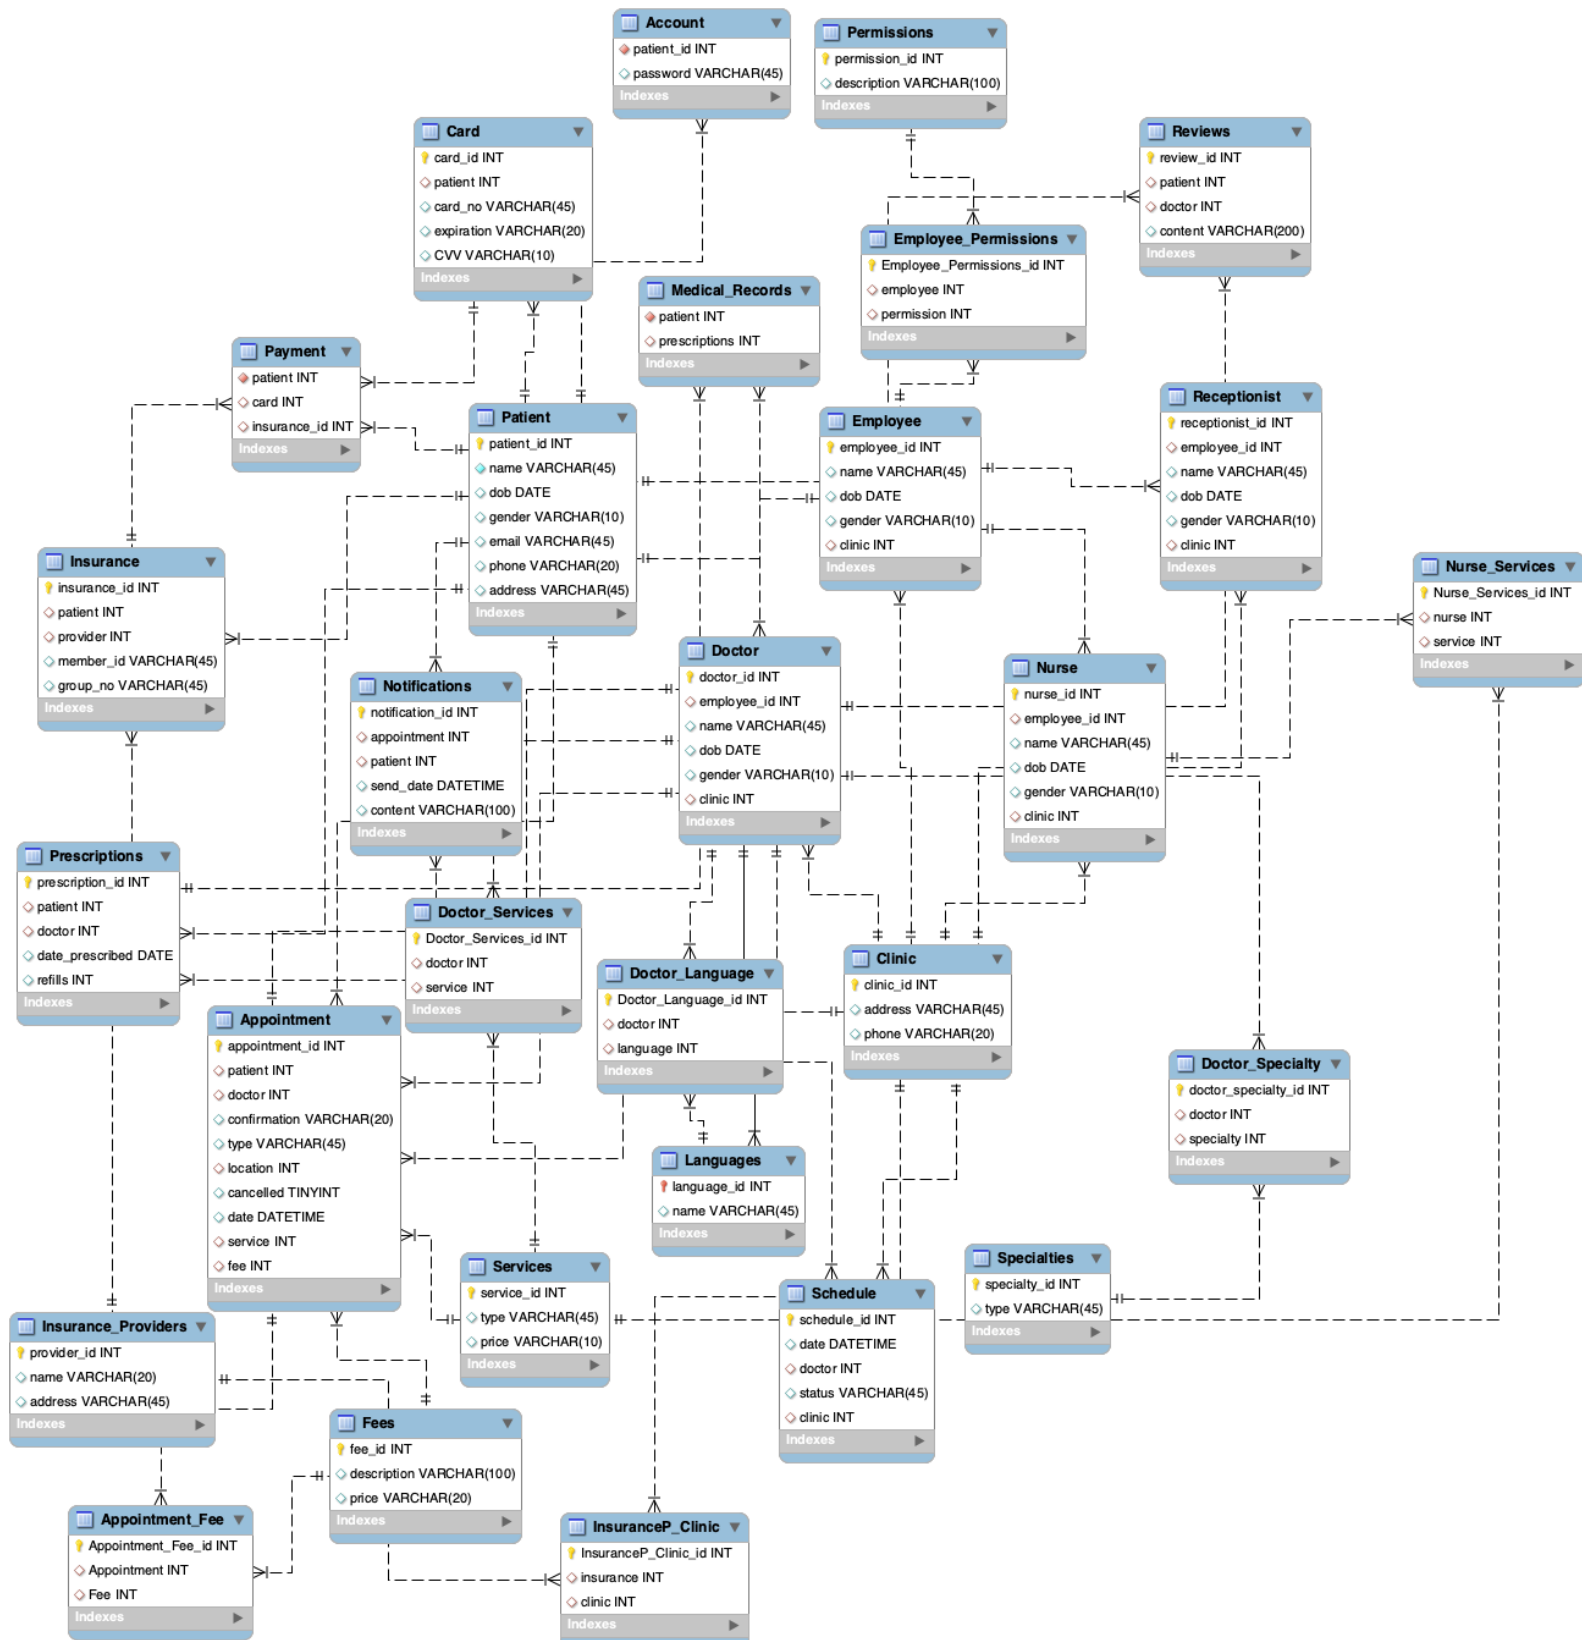 Account
patient_id INT
password VARCHAR(45)
Indexes
Permissions
permission_id INT
description VARCHAR(100)
Indexes
Card
card_id INT
patient INT
card_no VARCHAR(45)
expiration VARCHAR(20)
CVV VARCHAR(10)
Indexes
Reviews
review_id INT
patient INT
doctor INT
content VARCHAR(200)
Indexes
Employee_Permissions
Employee_Permissions_id INT
employee INT
permission INT
Indexes
Medical_Records
patient INT
prescriptions INT
Indexes
Payment
patient INT
card INT
insurance_id INT
Indexes
Patient
patient_id INT
name VARCHAR(45)
dob DATE
gender VARCHAR(10)
email VARCHAR(45)
phone VARCHAR(20)
address VARCHAR(45)
Indexes
Employee
employee_id INT
name VARCHAR(45)
dob DATE
gender VARCHAR(10)
clinic INT
Indexes
Receptionist
receptionist_id INT
employee_id INT
name VARCHAR(45)
dob DATE
gender VARCHAR(10)
clinic INT
Indexes
Insurance
insurance_id INT
patient INT
provider INT
member_id VARCHAR(45)
group_no VARCHAR(45)
Indexes
Nurse_Services
Nurse_Services_id INT
nurse INT
service INT
Indexes
Notifications
notification_id INT
appointment INT
patient INT
send_date DATETIME
content VARCHAR(100)
Indexes
Doctor
doctor_id INT
employee_id INT
name VARCHAR(45)
dob DATE
gender VARCHAR(10)
clinic INT
Indexes
Nurse
nurse_id INT
employee_id INT
name VARCHAR(45)
dob DATE
gender VARCHAR(10)
clinic INT
Indexes
Prescriptions
prescription_id INT
patient INT
doctor INT
date_prescribed DATE
refills INT
Indexes
Doctor_Services
Doctor_Services_id INT
doctor INT
service INT
Indexes
Doctor_Language
Doctor_Language_id INT
doctor INT
language INT
Indexes
Clinic
clinic_id INT
address VARCHAR(45)
phone VARCHAR(20)
Indexes
Appointment
appointment_id INT
patient INT
doctor INT
confirmation VARCHAR(20)
type VARCHAR(45)
location INT
cancelled TINYINT
date DATETIME
service INT
fee INT
Indexes
Doctor_Specialty
doctor_specialty_id INT
doctor INT
specialty INT
Indexes
Languages
language_id INT
name VARCHAR(45)
Indexes
Services
service_id INT
type VARCHAR(45)
price VARCHAR(10)
Indexes
Schedule
schedule_id INT
date DATETIME
doctor INT
status VARCHAR(45)
clinic INT
Indexes
Specialties
specialty_id INT
type VARCHAR(45)
Indexes
Insurance_Providers
provider_id INT
name VARCHAR(20)
address VARCHAR(45)
Indexes
Fees
fee_id INT
description VARCHAR(100)
price VARCHAR(20)
Indexes
Appointment_Fee
Appointment_Fee_id INT
Appointment INT
Fee INT
Indexes
InsuranceP_Clinic
InsuranceP_Clinic_id INT
insurance INT
clinic INT
Indexes